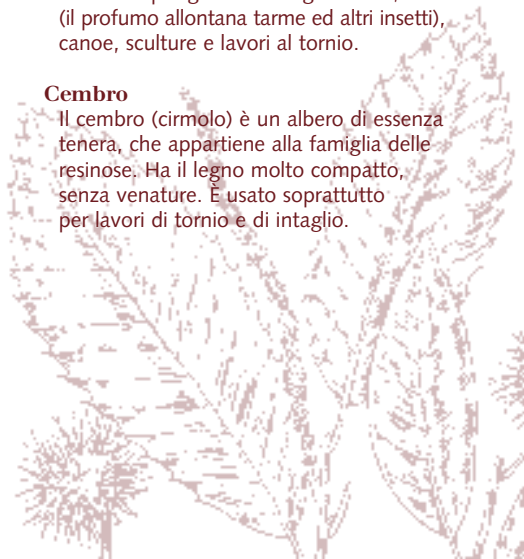 (il profumo allontana tarme ed altri insetti),
canoe, sculture e lavori al tornio.
Cembro
Il cembro (cirmolo) è un albero di essenza
tenera, che appartiene alla famiglia delle
resinose. Ha il legno molto compatto,
senza venature. È usato soprattutto
per lavori di tornio e di intaglio.